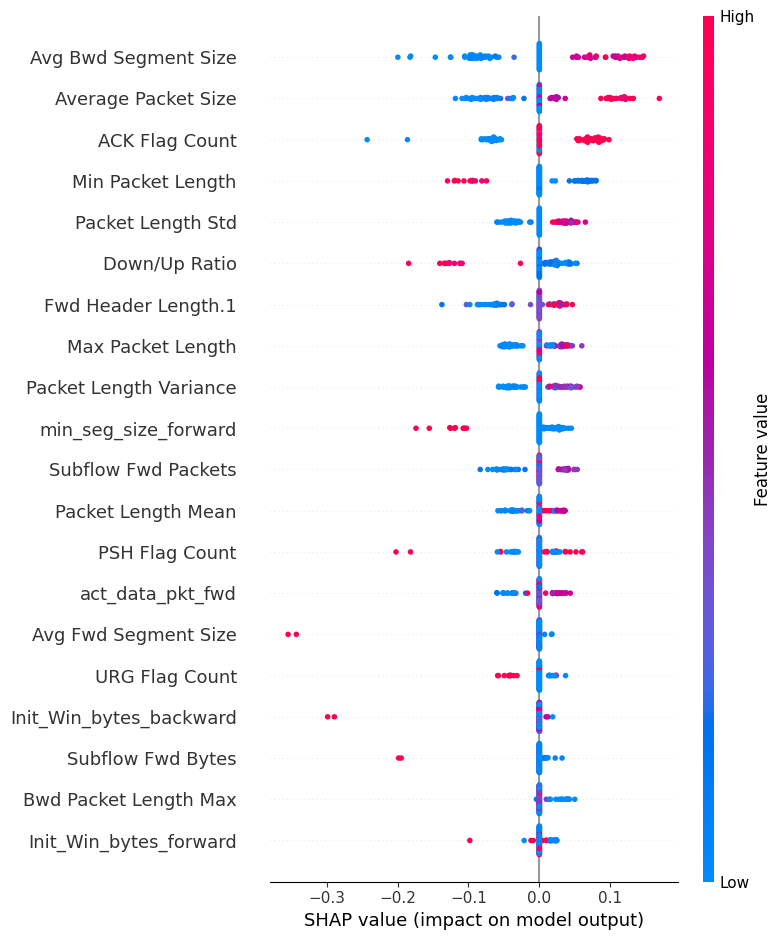 High
Avg Bwd Segment Size
Average Packet Size
ACK Flag Count
Min Packet Length
Packet Length Std
Down/Up Ratio
Fwd Header Length.1
Max Packet Length
Packet Length Variance
min_seg_size_forward
Subflow Fwd Packets
Packet Length Mean
PSH Flag Count
act_data_pkt_fwd
Avg Fwd Segment Size
URG Flag Count
Init_Win_bytes_backward
Subflow Fwd Bytes
Bwd Packet Length Max
Init_Win_bytes_forward
Feature value
Low
−0.3 −0.2 −0.1 0.0 0.1
SHAP value (impact on model output)